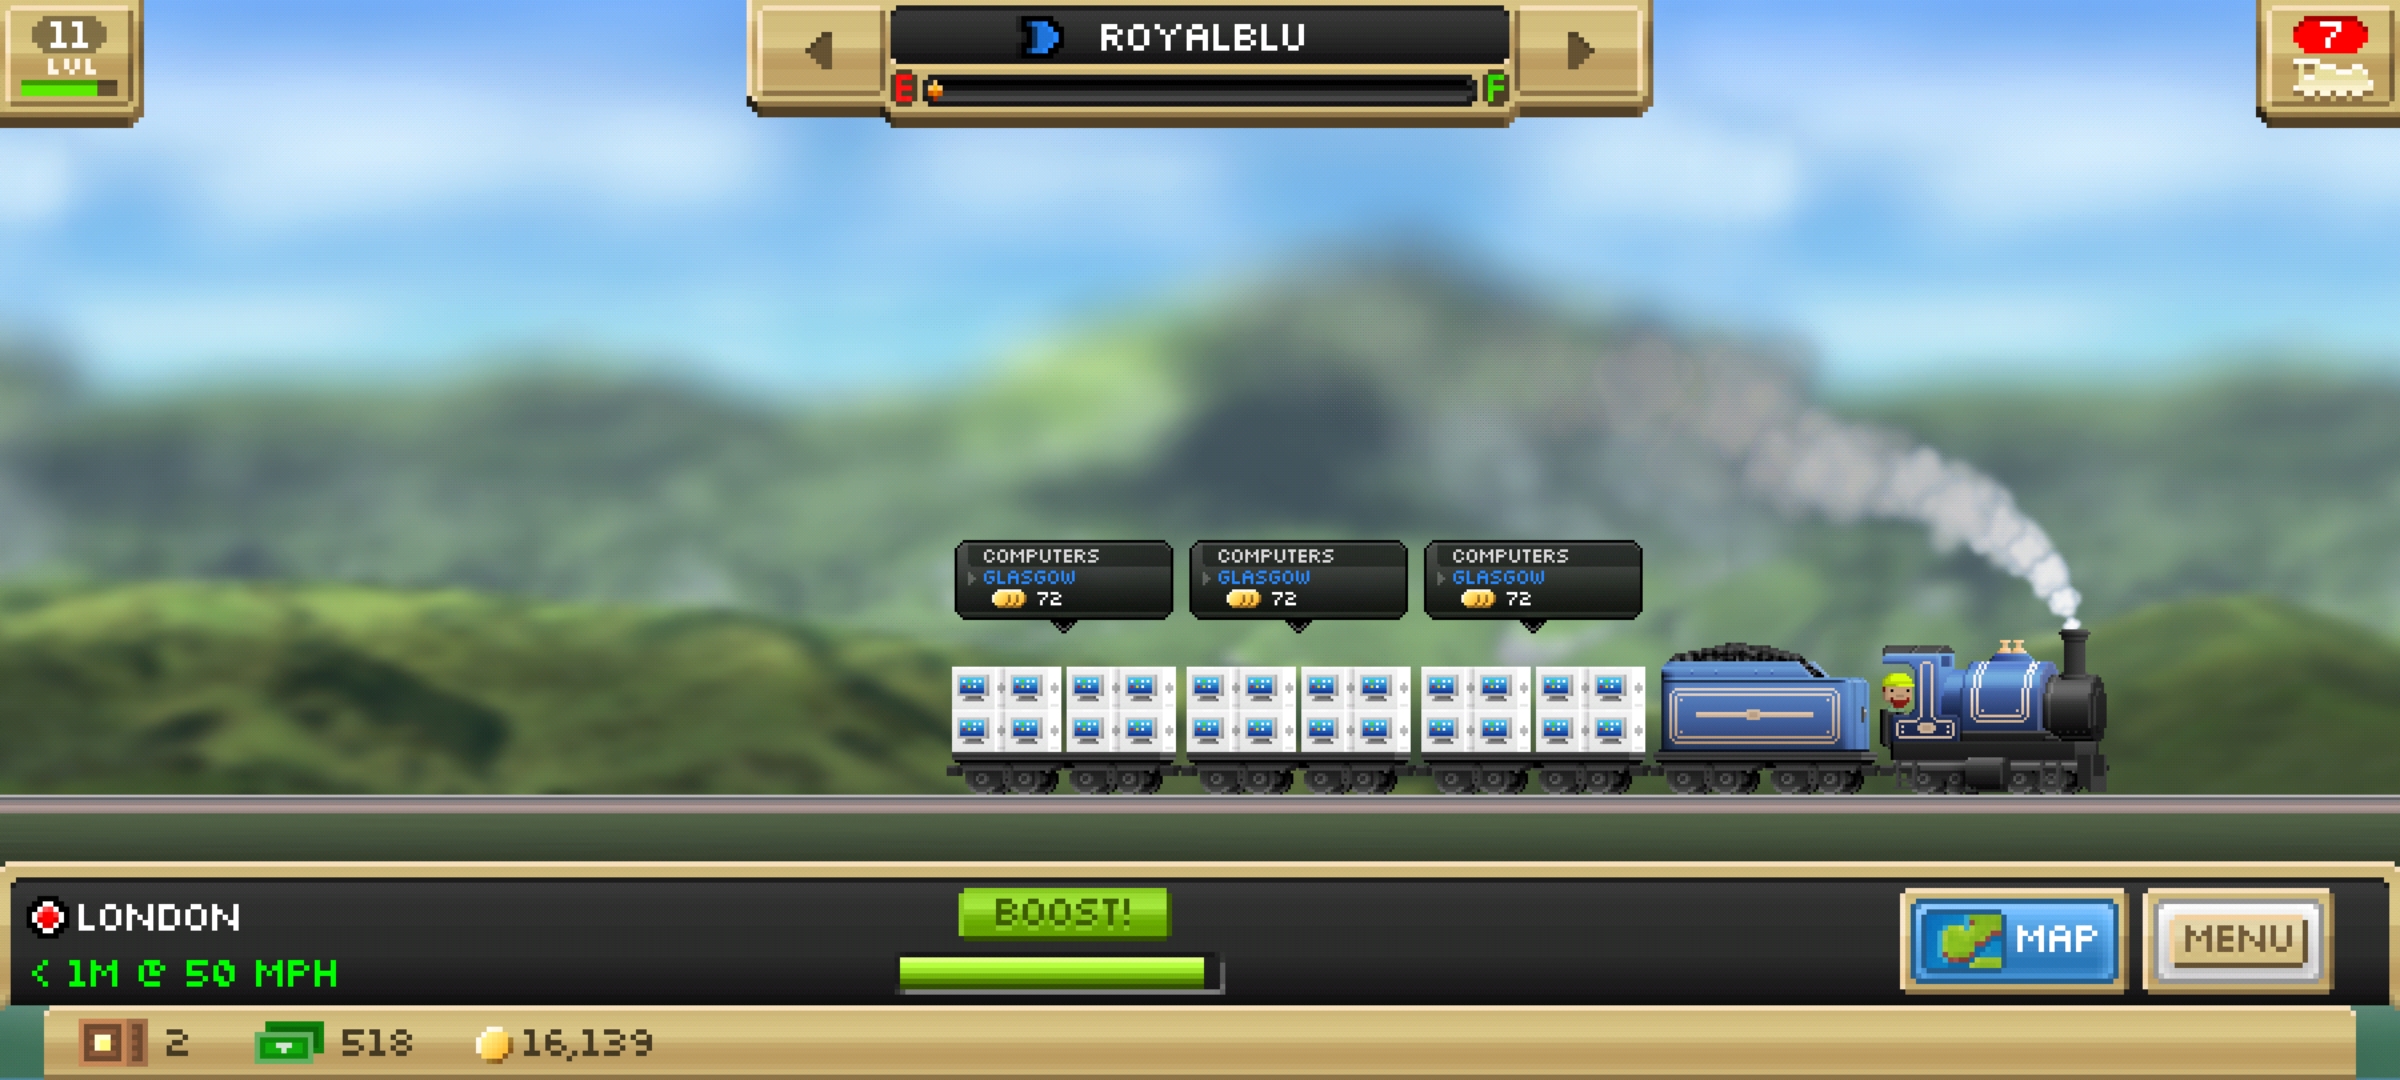 11
LVL
ROYALBLU
E F
7
COMPUTERS
GLASGOW
72
COMPUTERS
GLASGOW
72
COMPUTERS
GLASGOW
72
LONDON
< 1M @ 50 MPH
BOOST!
MAP
MENU
2
518
16,139